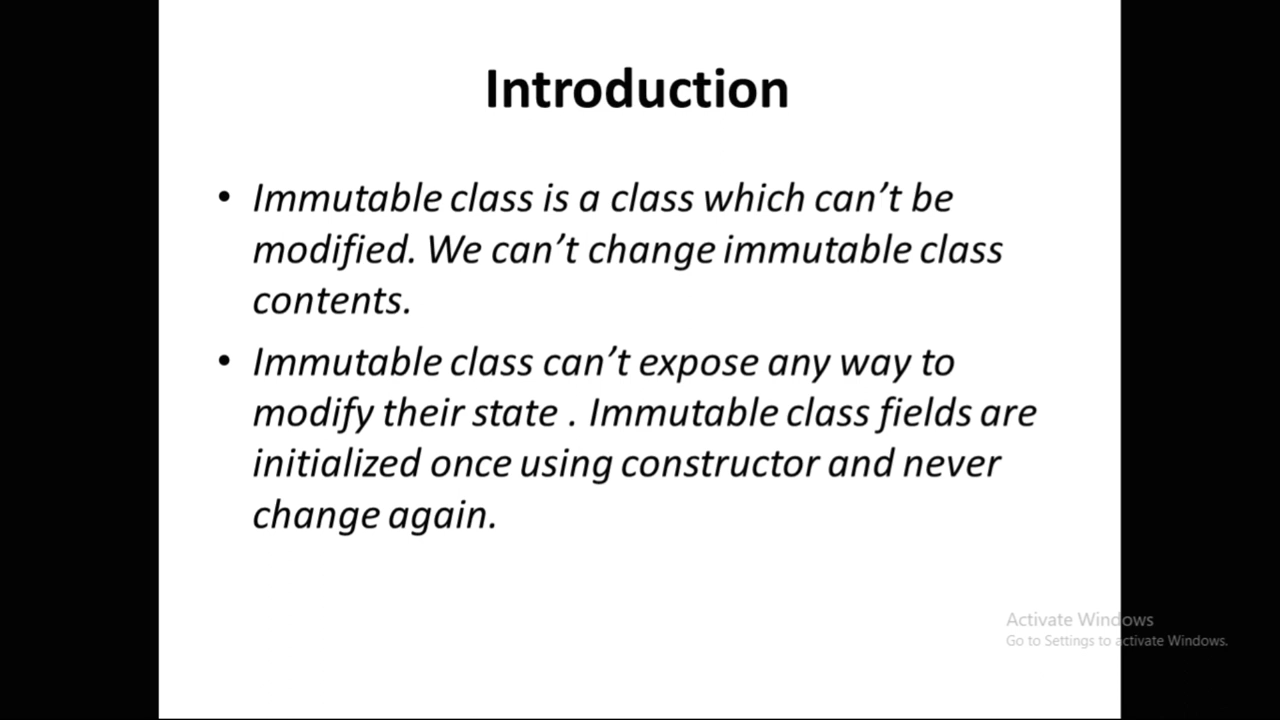 Introduction
• Immutable class is a class which can’t be
modified. We can’t change immutable class
contents.
• Immutable class can’t expose any way to
modify their state . Immutable class fields are
initialized once using constructor and never
change again.
Activate Windows
Go to Settings to activate Windows.